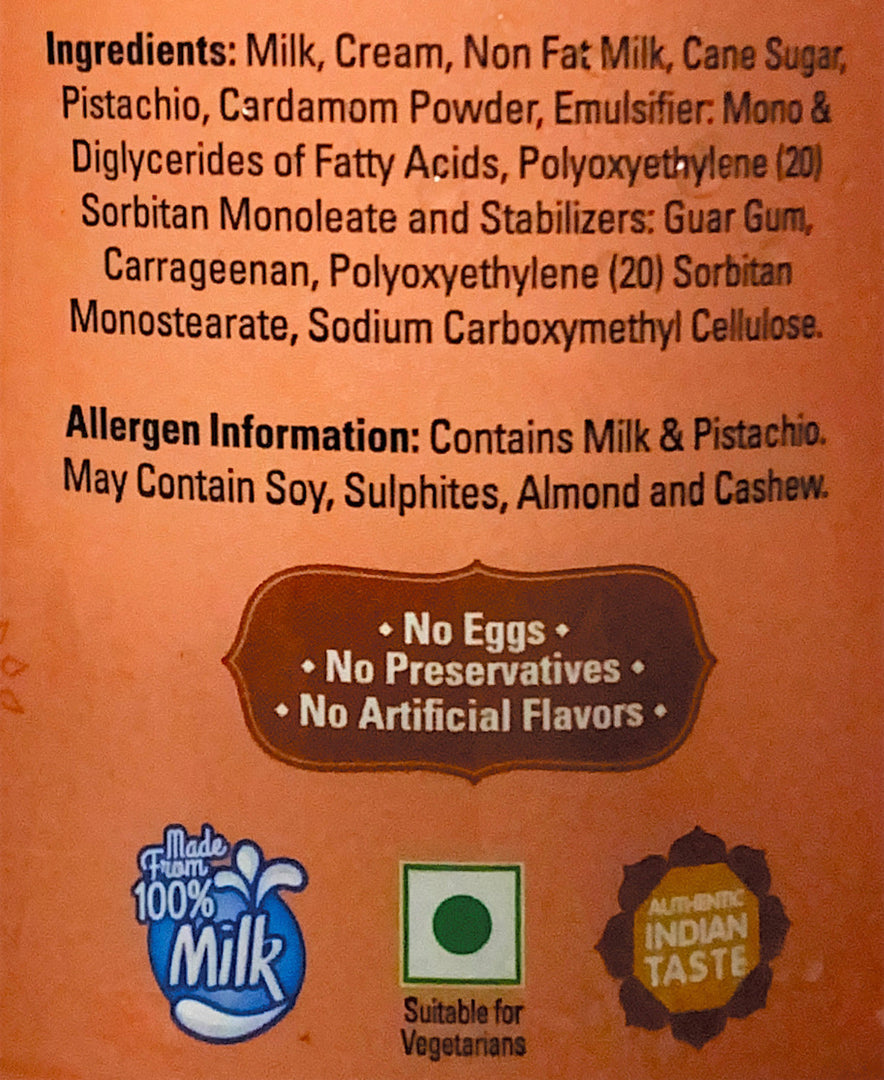 Ingredients: Milk, Cream, Non Fat Milk, Cane Sugar,
Pistachio, Cardamom Powder, Emulsifier: Mono &
Diglycerides of Fatty Acids, Polyoxyethylene (20)
Sorbitan Monoleate and Stabilizers: Guar Gum,
Carrageenan, Polyoxyethylene (20) Sorbitan
Monostearate, Sodium Carboxymethyl Cellulose.
Allergen Information: Contains Milk & Pistachio.
May Contain Soy, Sulphites, Almond and Cashew.
• No Eggs •
• No Preservatives •
• No Artificial Flavors •
Made
From
100%
Milk
Suitable for
Vegetarians
AUTHENTIC
INDIAN
TASTE